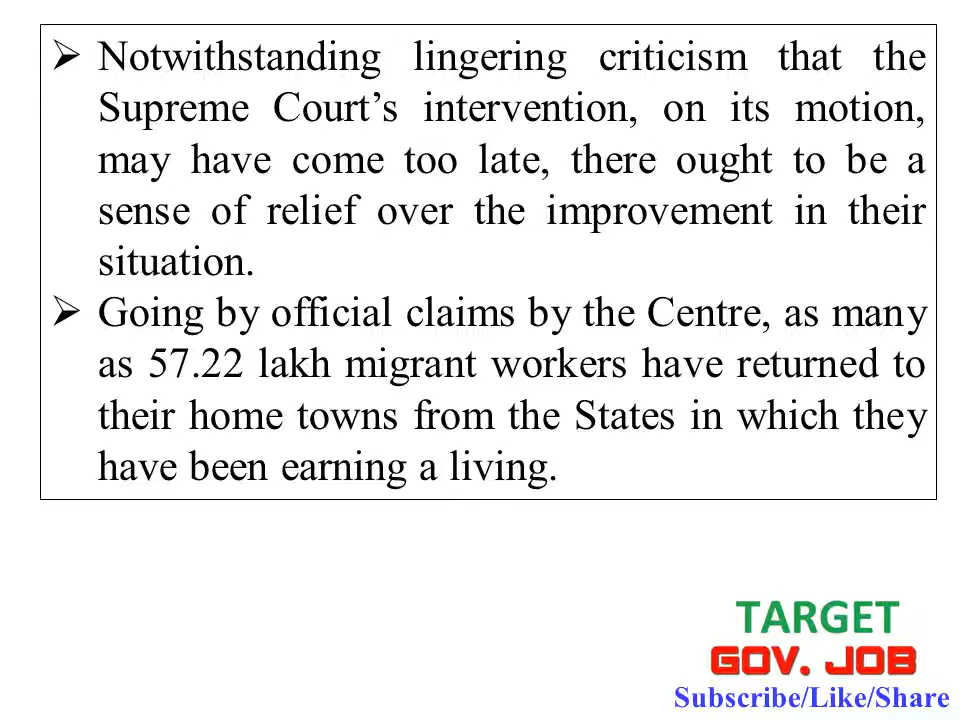 ➢ Notwithstanding lingering criticism that the
Supreme Court’s intervention, on its motion,
may have come too late, there ought to be a
sense of relief over the improvement in their
situation.
➢ Going by official claims by the Centre, as many
as 57.22 lakh migrant workers have returned to
their home towns from the States in which they
have been earning a living.
TARGET
GOV. JOB
Subscribe/Like/Share